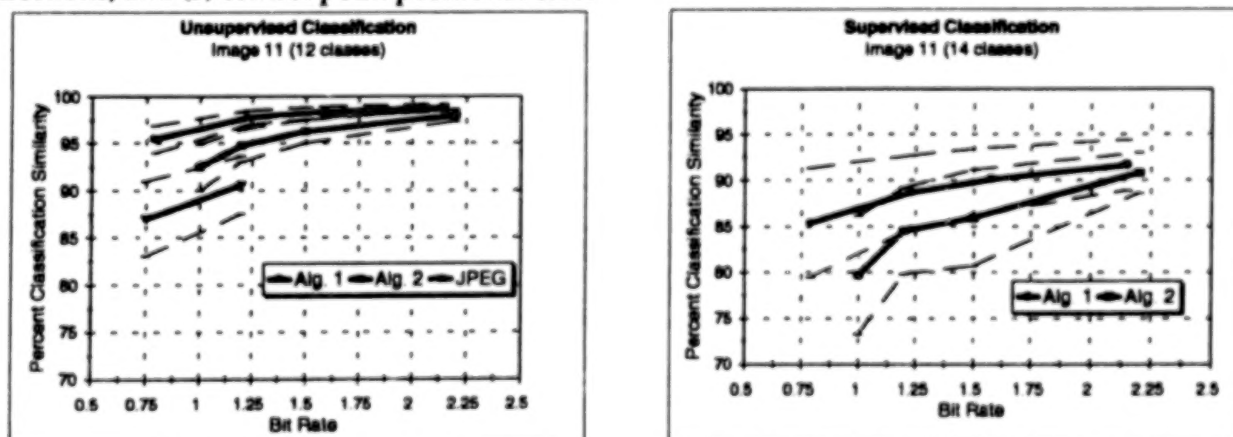 Unsupervised Classification
Image 11 (12 classes)
Percent Classification Similarity
100
95
90
85
80
75
70
Alg. 1 Alg. 2 JPEG
0.5 0.75 1 1.25 1.5 1.75 2 2.25 2.5
Bit Rate
Supervised Classification
Image 11 (14 classes)
Percent Classification Similarity
100
95
90
85
80
75
70
Alg. 1 Alg. 2
0.5 0.75 1 1.25 1.5 1.75 2 2.25 2.5
Bit Rate